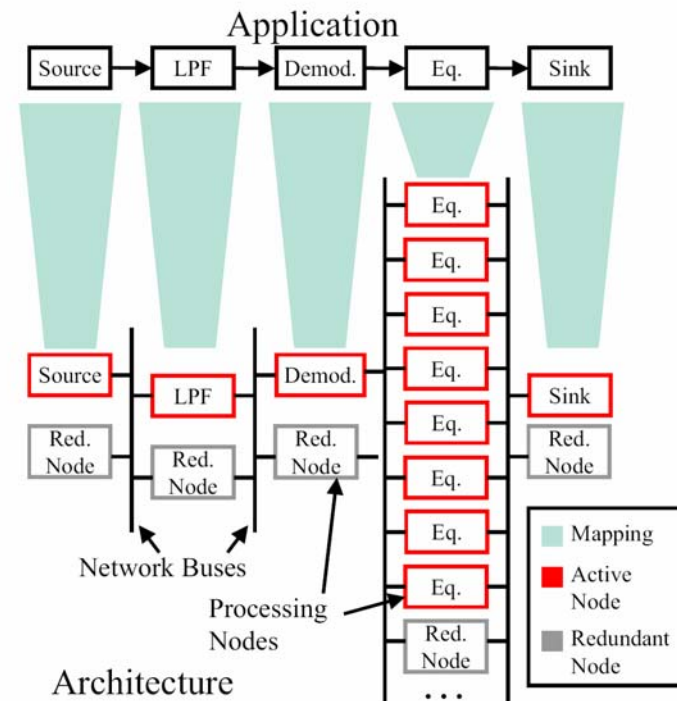 Application
Source
LPF
Demod.
Eq.
Sink
Eq.
Eq.
Eq.
Source
LPF
Demod.
Eq.
Sink
Eq.
Red.
Node
Red.
Node
Red.
Node
Red.
Node
Eq.
Eq.
Eq.
Red.
Node
. . .
Network Buses
Processing
Nodes
Architecture
Mapping
Active
Node
Redundant
Node